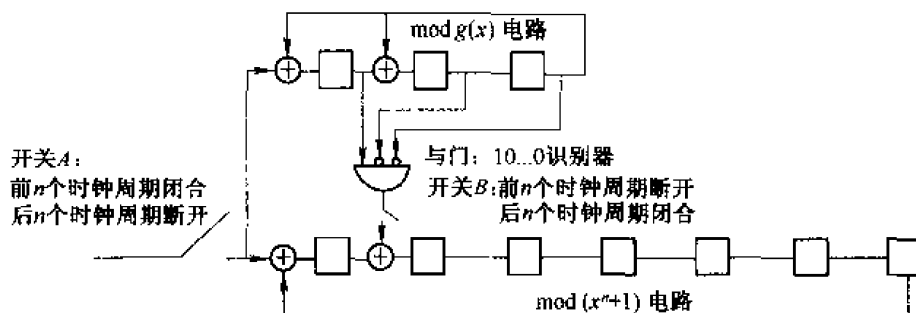 mod g(x) 电路
开关A：
前n个时钟周期闭合
后n个时钟周期断开
与门：10...0识别器
开关B：前n个时钟周期断开
后n个时钟周期闭合
mod (xⁿ+1) 电路